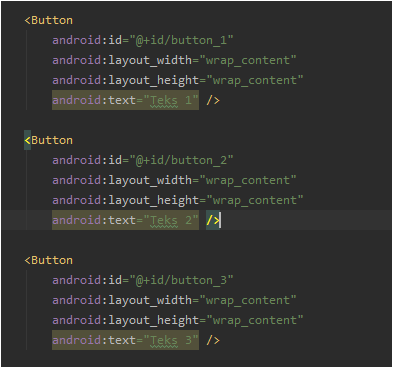 <Button
android:id="@+id/button_1"
android:layout_width="wrap_content"
android:layout_height="wrap_content"
android:text="Teks 1" />
<Button
android:id="@+id/button_2"
android:layout_width="wrap_content"
android:layout_height="wrap_content"
android:text="Teks 2" />
<Button
android:id="@+id/button_3"
android:layout_width="wrap_content"
android:layout_height="wrap_content"
android:text="Teks 3" />